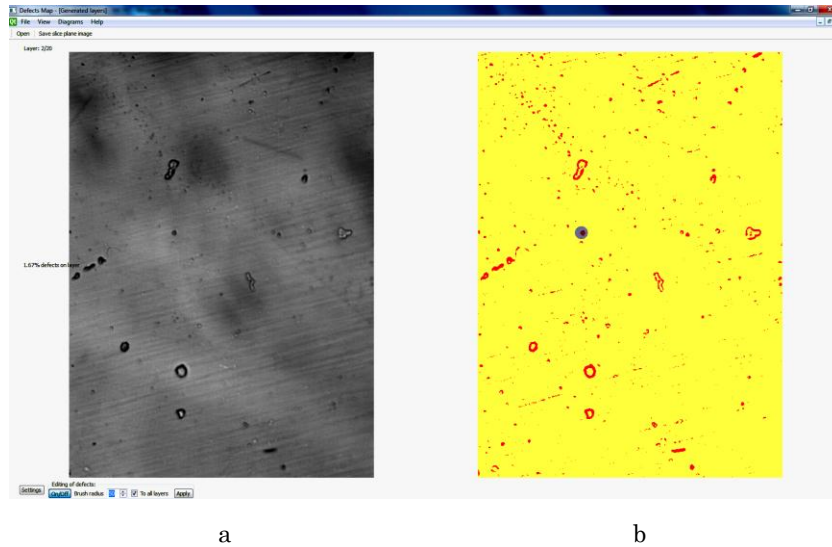 Defects Map - [Generated layers]
File View Diagrams Help
Open Save slice plane image
Layer: 2/20
1.67% defects on layer
Editing of defects:
Settings On/Off Brush radius To all layers Apply
a b